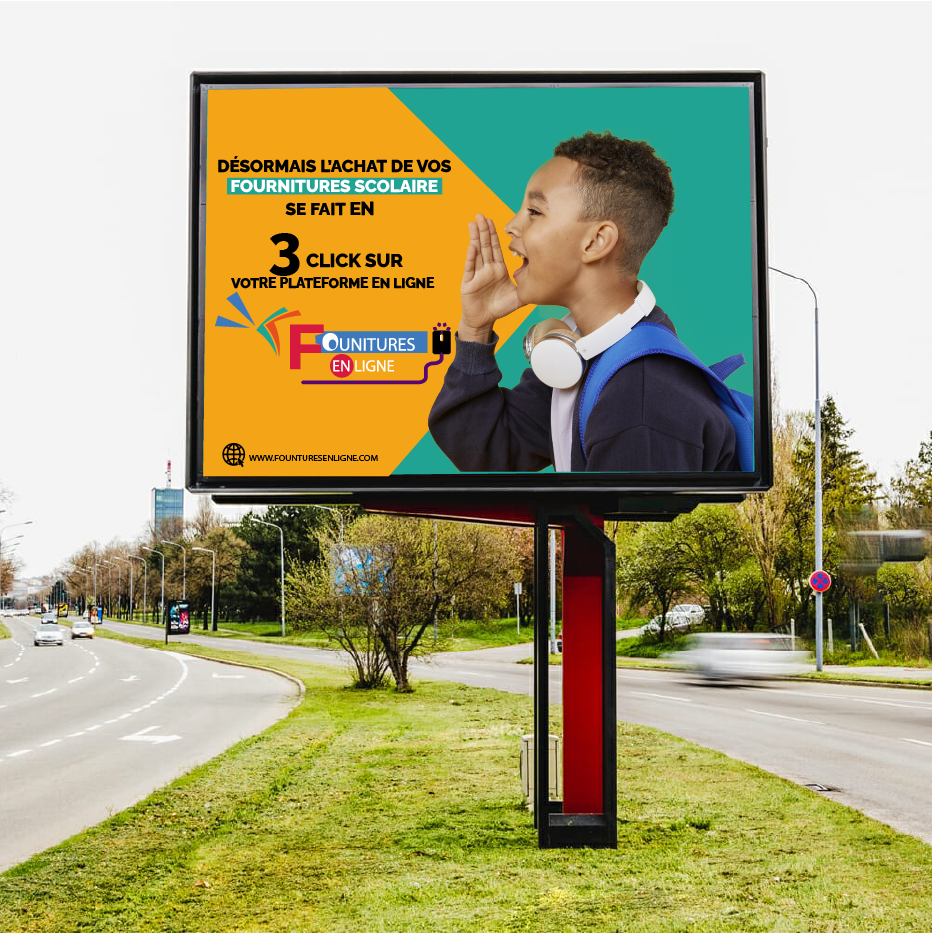 DÉSORMAIS L'ACHAT DE VOS
FOURNITURES SCOLAIRE
SE FAIT EN
3 CLICK SUR
VOTRE PLATEFORME EN LIGNE
FOUNITURES
EN LIGNE
WWW.FOUNTURESENLIGNE.COM